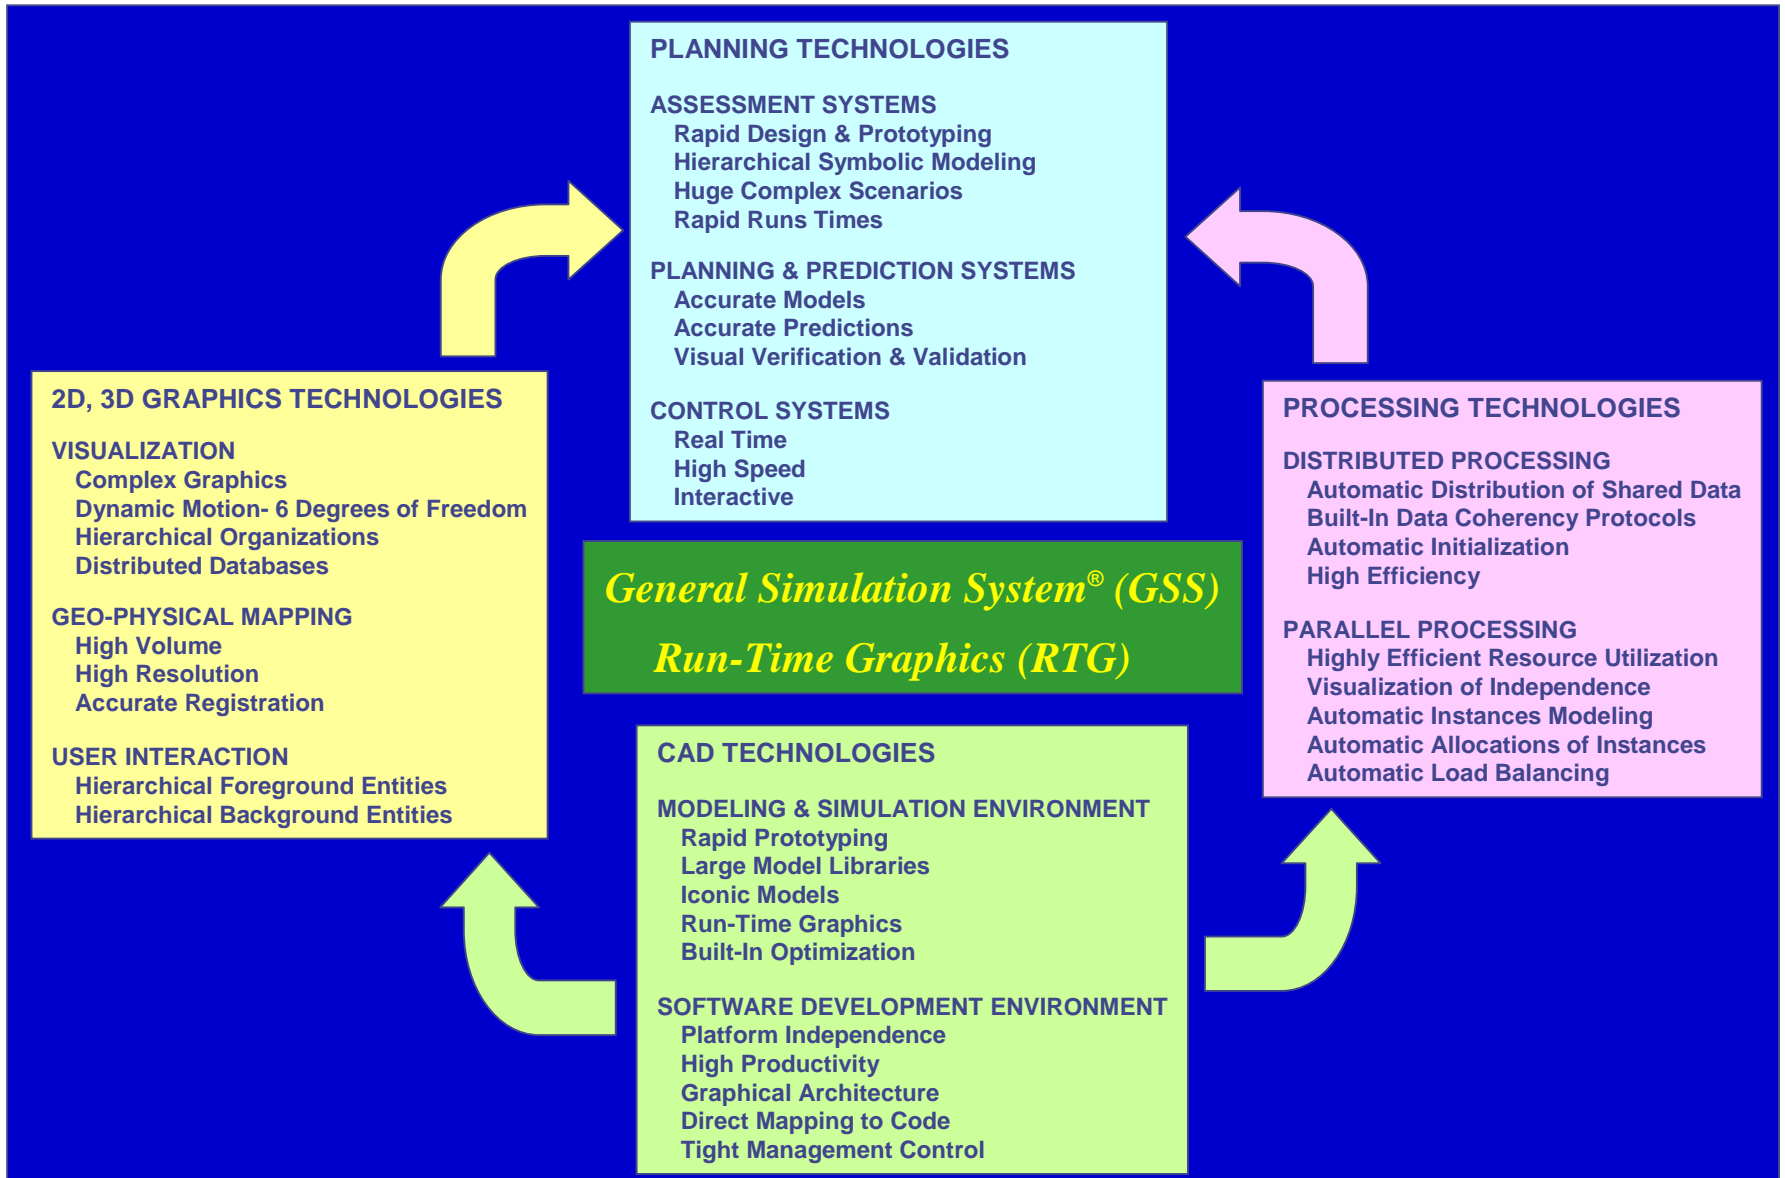 PLANNING TECHNOLOGIES
ASSESSMENT SYSTEMS
Rapid Design & Prototyping
Hierarchical Symbolic Modeling
Huge Complex Scenarios
Rapid Runs Times
PLANNING & PREDICTION SYSTEMS
Accurate Models
Accurate Predictions
Visual Verification & Validation
CONTROL SYSTEMS
Real Time
High Speed
Interactive
2D, 3D GRAPHICS TECHNOLOGIES
VISUALIZATION
Complex Graphics
Dynamic Motion- 6 Degrees of Freedom
Hierarchical Organizations
Distributed Databases
GEO-PHYSICAL MAPPING
High Volume
High Resolution
Accurate Registration
USER INTERACTION
Hierarchical Foreground Entities
Hierarchical Background Entities
General Simulation System® (GSS)
Run-Time Graphics (RTG)
PROCESSING TECHNOLOGIES
DISTRIBUTED PROCESSING
Automatic Distribution of Shared Data
Built-In Data Coherency Protocols
Automatic Initialization
High Efficiency
PARALLEL PROCESSING
Highly Efficient Resource Utilization
Visualization of Independence
Automatic Instances Modeling
Automatic Allocations of Instances
Automatic Load Balancing
CAD TECHNOLOGIES
MODELING & SIMULATION ENVIRONMENT
Rapid Prototyping
Large Model Libraries
Iconic Models
Run-Time Graphics
Built-In Optimization
SOFTWARE DEVELOPMENT ENVIRONMENT
Platform Independence
High Productivity
Graphical Architecture
Direct Mapping to Code
Tight Management Control